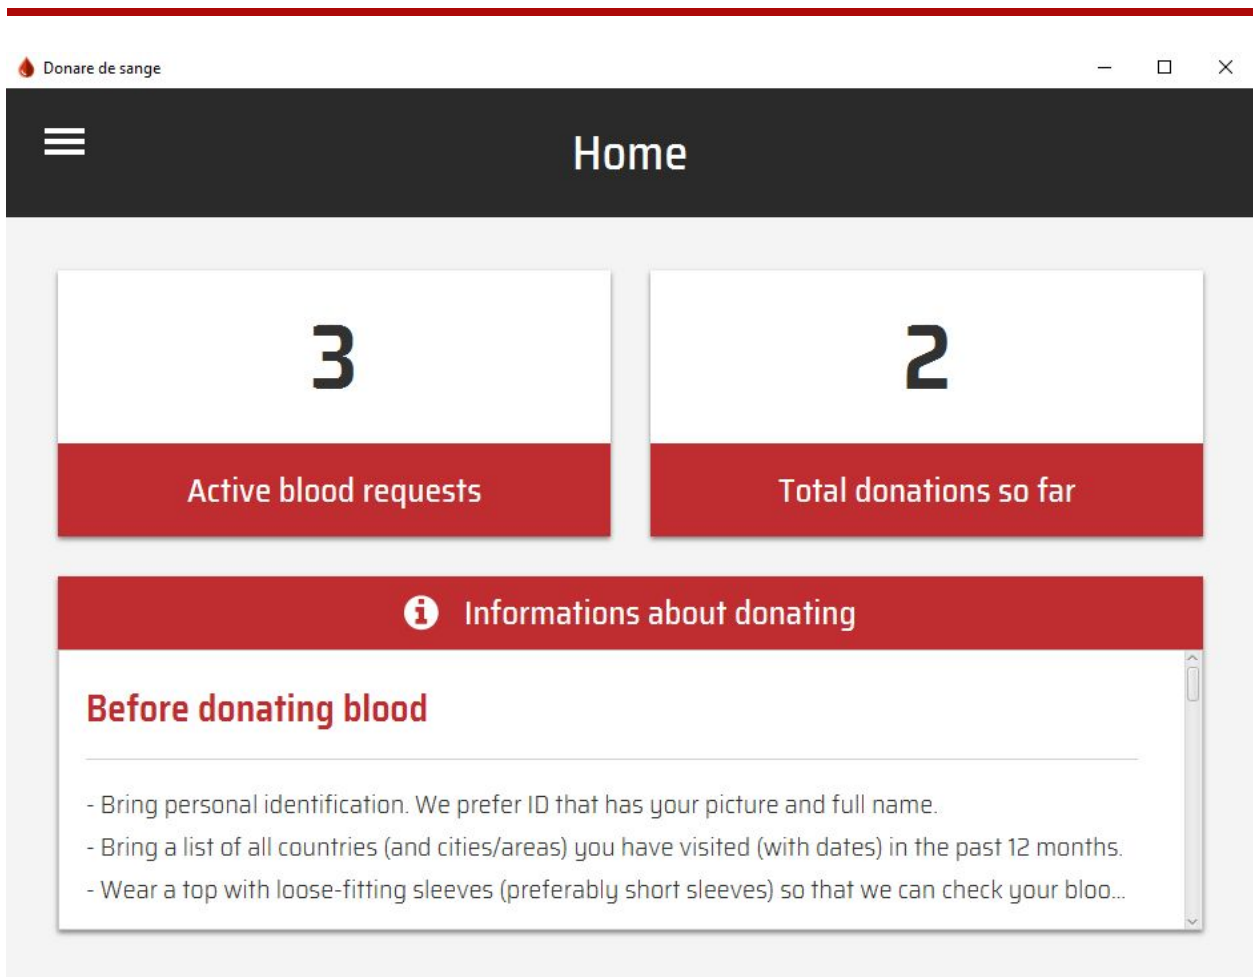 Donare de sange
Home
3
Active blood requests
2
Total donations so far
Informations about donating
Before donating blood
- Bring personal identification. We prefer ID that has your picture and full name.
- Bring a list of all countries (and cities/areas) you have visited (with dates) in the past 12 months.
- Wear a top with loose-fitting sleeves (preferably short sleeves) so that we can check your bloo...